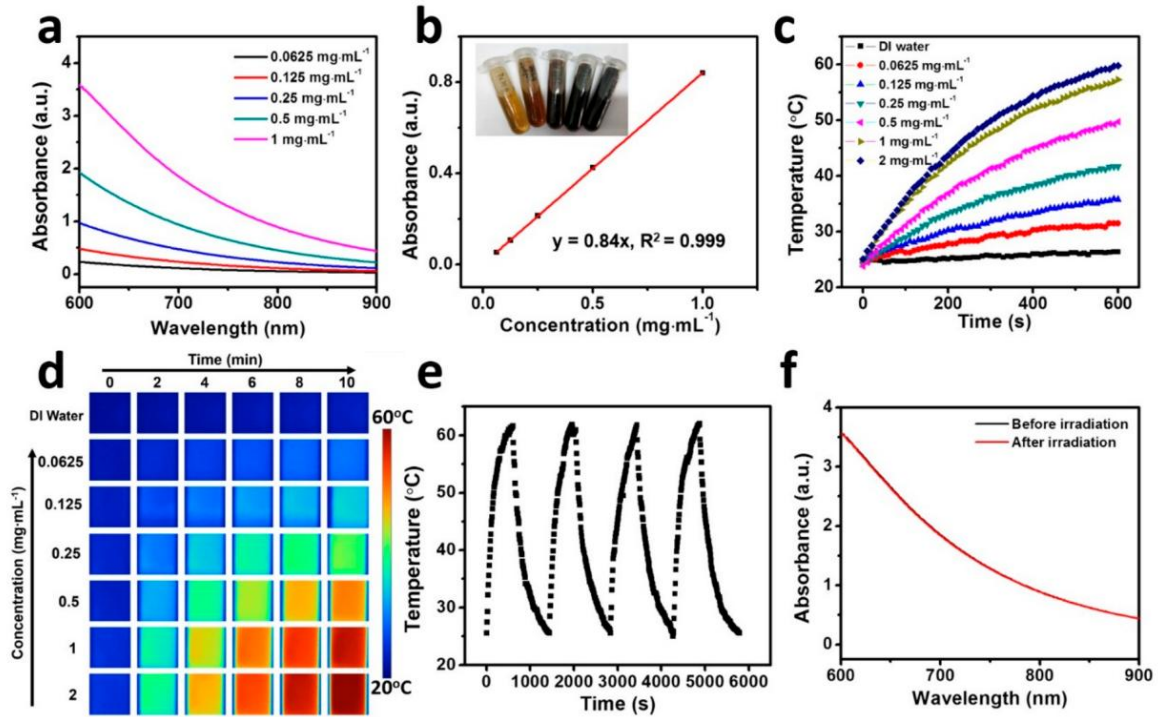 a
Absorbance (a.u.)
5
4
3
2
1
0
0.0625 mg·mL⁻¹
0.125 mg·mL⁻¹
0.25 mg·mL⁻¹
0.5 mg·mL⁻¹
1 mg·mL⁻¹
600 700 800 900
Wavelength (nm)
b
Absorbance (a.u.)
0.8
0.4
0.0
y = 0.84x, R² = 0.999
0.0 0.5 1.0
Concentration (mg·mL⁻¹)
c
Temperature (°C)
60
50
40
30
20
DI water
0.0625 mg·mL⁻¹
0.125 mg·mL⁻¹
0.25 mg·mL⁻¹
0.5 mg·mL⁻¹
1 mg·mL⁻¹
2 mg·mL⁻¹
0 200 400 600
Time (s)
d
Time (min)
0 2 4 6 8 10
Concentration (mg·mL⁻¹)
DI Water
0.0625
0.125
0.25
0.5
1
2
60°C
20°C
e
Temperature (°C)
60
50
40
30
20
0 1000 2000 3000 4000 5000 6000
Time (s)
f
Absorbance (a.u.)
4
3
2
1
0
Before irradiation
After irradiation
600 700 800 900
Wavelength (nm)